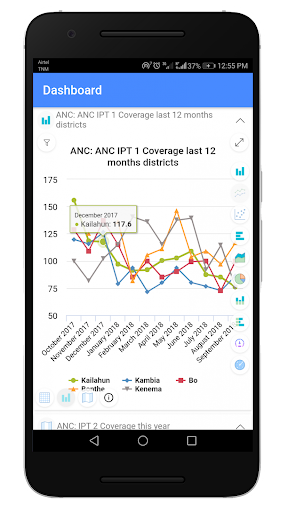 Airtel
TNM
37% 12:55 PM
Dashboard
ANC: ANC IPT 1 Coverage last 12 months
districts
ANC: ANC IPT 1 Coverage last 12
months districts
175
150
125
100
75
50
December 2017
Kailahun: 117.6
October 2017
November 2017
December 2017
January 2018
February 2018
March 2018
April 2018
May 2018
June 2018
July 2018
August 2018
September
Kailahun
Kambia
Bo
Bonthe
Kenema
ANC, IPT 2 Coverage this year